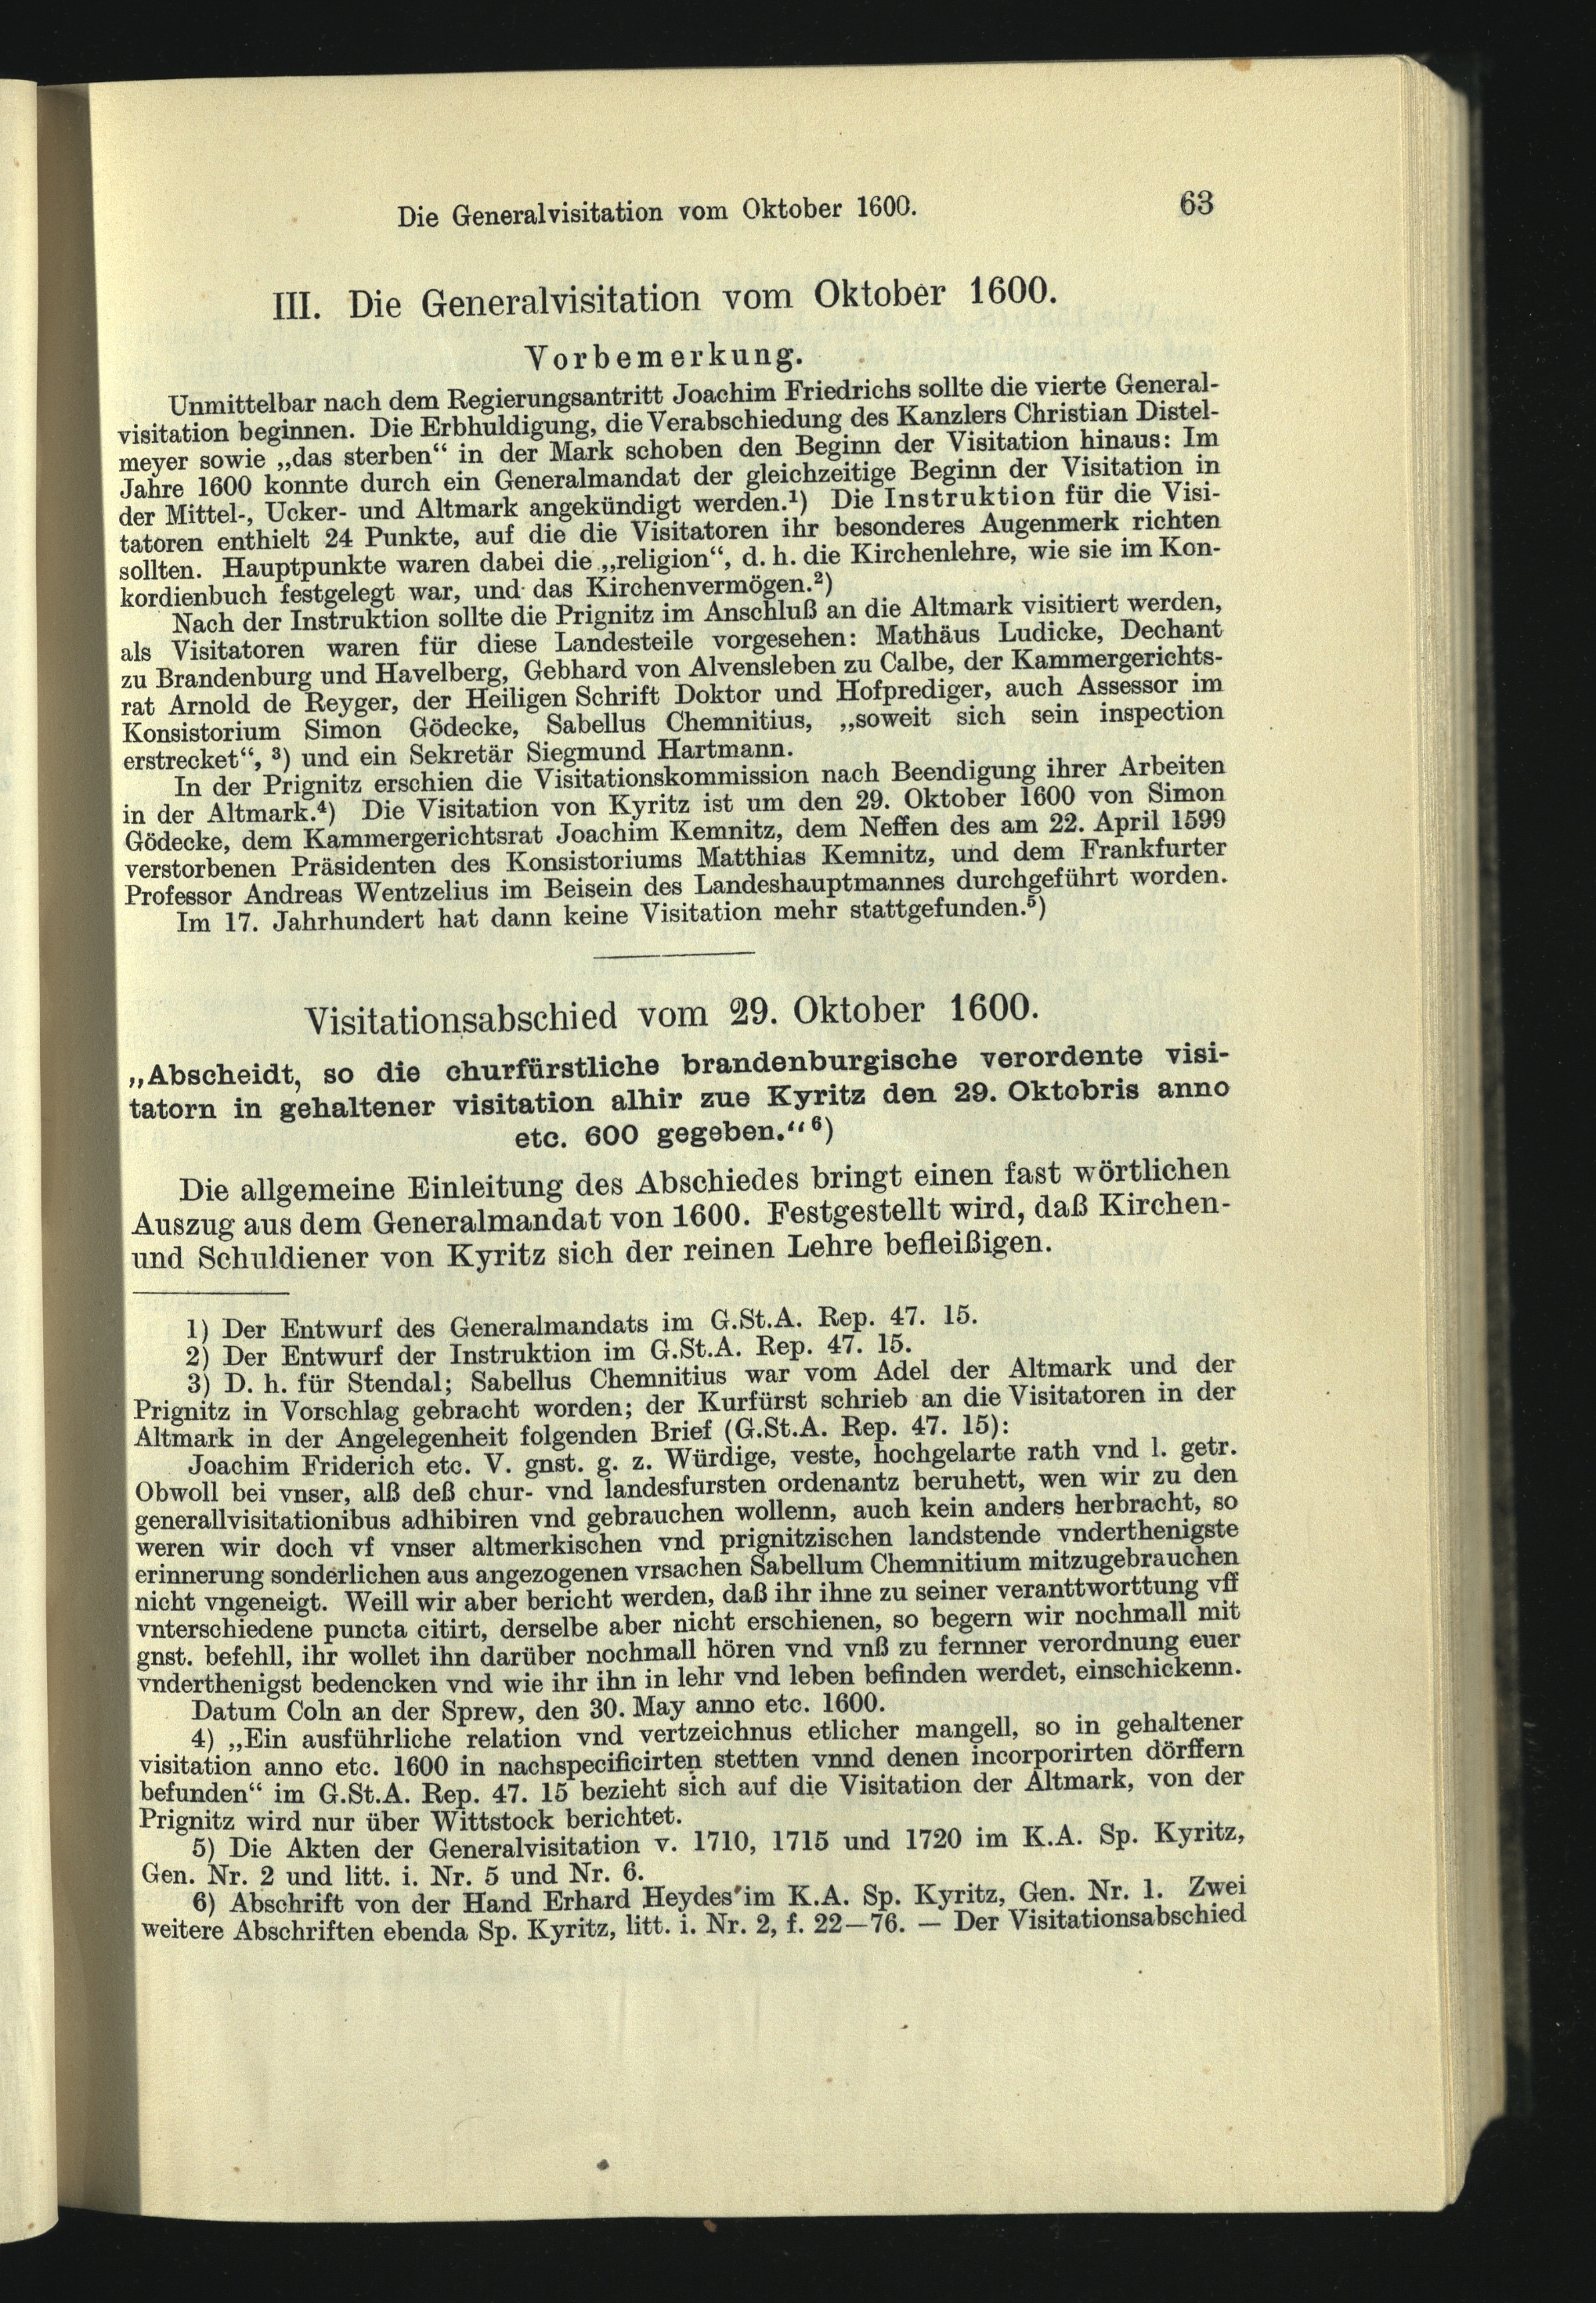 Die Generalvisitation vom Oktober 1600. 63
III. Die Generalvisitation vom Oktober 1600.
Vorbemerkung.
Unmittelbar nach dem Regierungsantritt Joachim Friedrichs sollte die vierte General-
visitation beginnen. Die Erbhuldigung, die Verabschiedung des Kanzlers Christian Distel-
meyer sowie „das sterben“ in der Mark schoben den Beginn der Visitation hinaus: Im
Jahre 1600 konnte durch ein Generalmandat der gleichzeitige Beginn der Visitation in
der Mittel-, Ucker- und Altmark angekündigt werden.¹) Die Instruktion für die Visi-
tatoren enthielt 24 Punkte, auf die die Visitatoren ihr besonderes Augenmerk richten
sollten. Hauptpunkte waren dabei die „religion“, d. h. die Kirchenlehre, wie sie im Kon-
kordienbuch festgelegt war, und das Kirchenvermögen.²)
Nach der Instruktion sollte die Prignitz im Anschluß an die Altmark visitiert werden,
als Visitatoren waren für diese Landesteile vorgesehen: Mathäus Ludicke, Dechant
zu Brandenburg und Havelberg, Gebhard von Alvensleben zu Calbe, der Kammergerichts-
rat Arnold de Reyger, der Heiligen Schrift Doktor und Hofprediger, auch Assessor im
Konsistorium Simon Gödecke, Sabellus Chemnitius, „soweit sich sein inspection
erstrecket“, ³) und ein Sekretär Siegmund Hartmann.
In der Prignitz erschien die Visitationskommission nach Beendigung ihrer Arbeiten
in der Altmark.⁴) Die Visitation von Kyritz ist um den 29. Oktober 1600 von Simon
Gödecke, dem Kammergerichtsrat Joachim Kemnitz, dem Neffen des am 22. April 1599
verstorbenen Präsidenten des Konsistoriums Matthias Kemnitz, und dem Frankfurter
Professor Andreas Wentzelius im Beisein des Landeshauptmannes durchgeführt worden.
Im 17. Jahrhundert hat dann keine Visitation mehr stattgefunden.⁵)
Visitationsabschied vom 29. Oktober 1600.
„Abscheidt, so die churfürstliche brandenburgische verordente visi-
tatorn in gehaltener visitation alhir zue Kyritz den 29. Oktobris anno
etc. 600 gegeben.“⁶)
Die allgemeine Einleitung des Abschiedes bringt einen fast wörtlichen
Auszug aus dem Generalmandat von 1600. Festgestellt wird, daß Kirchen-
und Schuldiener von Kyritz sich der reinen Lehre befleißigen.
1) Der Entwurf des Generalmandats im G.St.A. Rep. 47. 15.
2) Der Entwurf der Instruktion im G.St.A. Rep. 47. 15.
3) D. h. für Stendal; Sabellus Chemnitius war vom Adel der Altmark und der
Prignitz in Vorschlag gebracht worden; der Kurfürst schrieb an die Visitatoren in der
Altmark in der Angelegenheit folgenden Brief (G.St.A. Rep. 47. 15):
Joachim Friderich etc. V. gnst. g. z. Würdige, veste, hochgelarte rath vnd l. getr.
Obwoll bei vnser, alß deß chur- vnd landesfursten ordenantz beruhett, wen wir zu den
generallvisitationibus adhibiren vnd gebrauchen wollenn, auch kein anders herbracht, so
weren wir doch vf vnser altmerkischen vnd prignitzischen landstende vnderthenigste
erinnerung sonderlichen aus angezogenen vrsachen Sabellum Chemnitium mitzugebrauchen
nicht vngeneigt. Weill wir aber bericht werden, daß ihr ihne zu seiner veranttworttung vff
vnterschiedene puncta citirt, derselbe aber nicht erschienen, so begern wir nochmall mit
gnst. befehll, ihr wollet ihn darüber nochmall hören vnd vnß zu fernner verordnung euer
vnderthenigst bedencken vnd wie ihr ihn in lehr vnd leben befinden werdet, einschickenn.
Datum Coln an der Sprew, den 30. May anno etc. 1600.
4) „Ein ausführliche relation vnd vertzeichnus etlicher mangell, so in gehaltener
visitation anno etc. 1600 in nachspecificirten stetten vnnd denen incorporirten dörffern
befunden“ im G.St.A. Rep. 47. 15 bezieht sich auf die Visitation der Altmark, von der
Prignitz wird nur über Wittstock berichtet.
5) Die Akten der Generalvisitation v. 1710, 1715 und 1720 im K.A. Sp. Kyritz,
Gen. Nr. 2 und litt. i. Nr. 5 und Nr. 6.
6) Abschrift von der Hand Erhard Heydes im K.A. Sp. Kyritz, Gen. Nr. 1. Zwei
weitere Abschriften ebenda Sp. Kyritz, litt. i. Nr. 2, f. 22—76. — Der Visitationsabschied